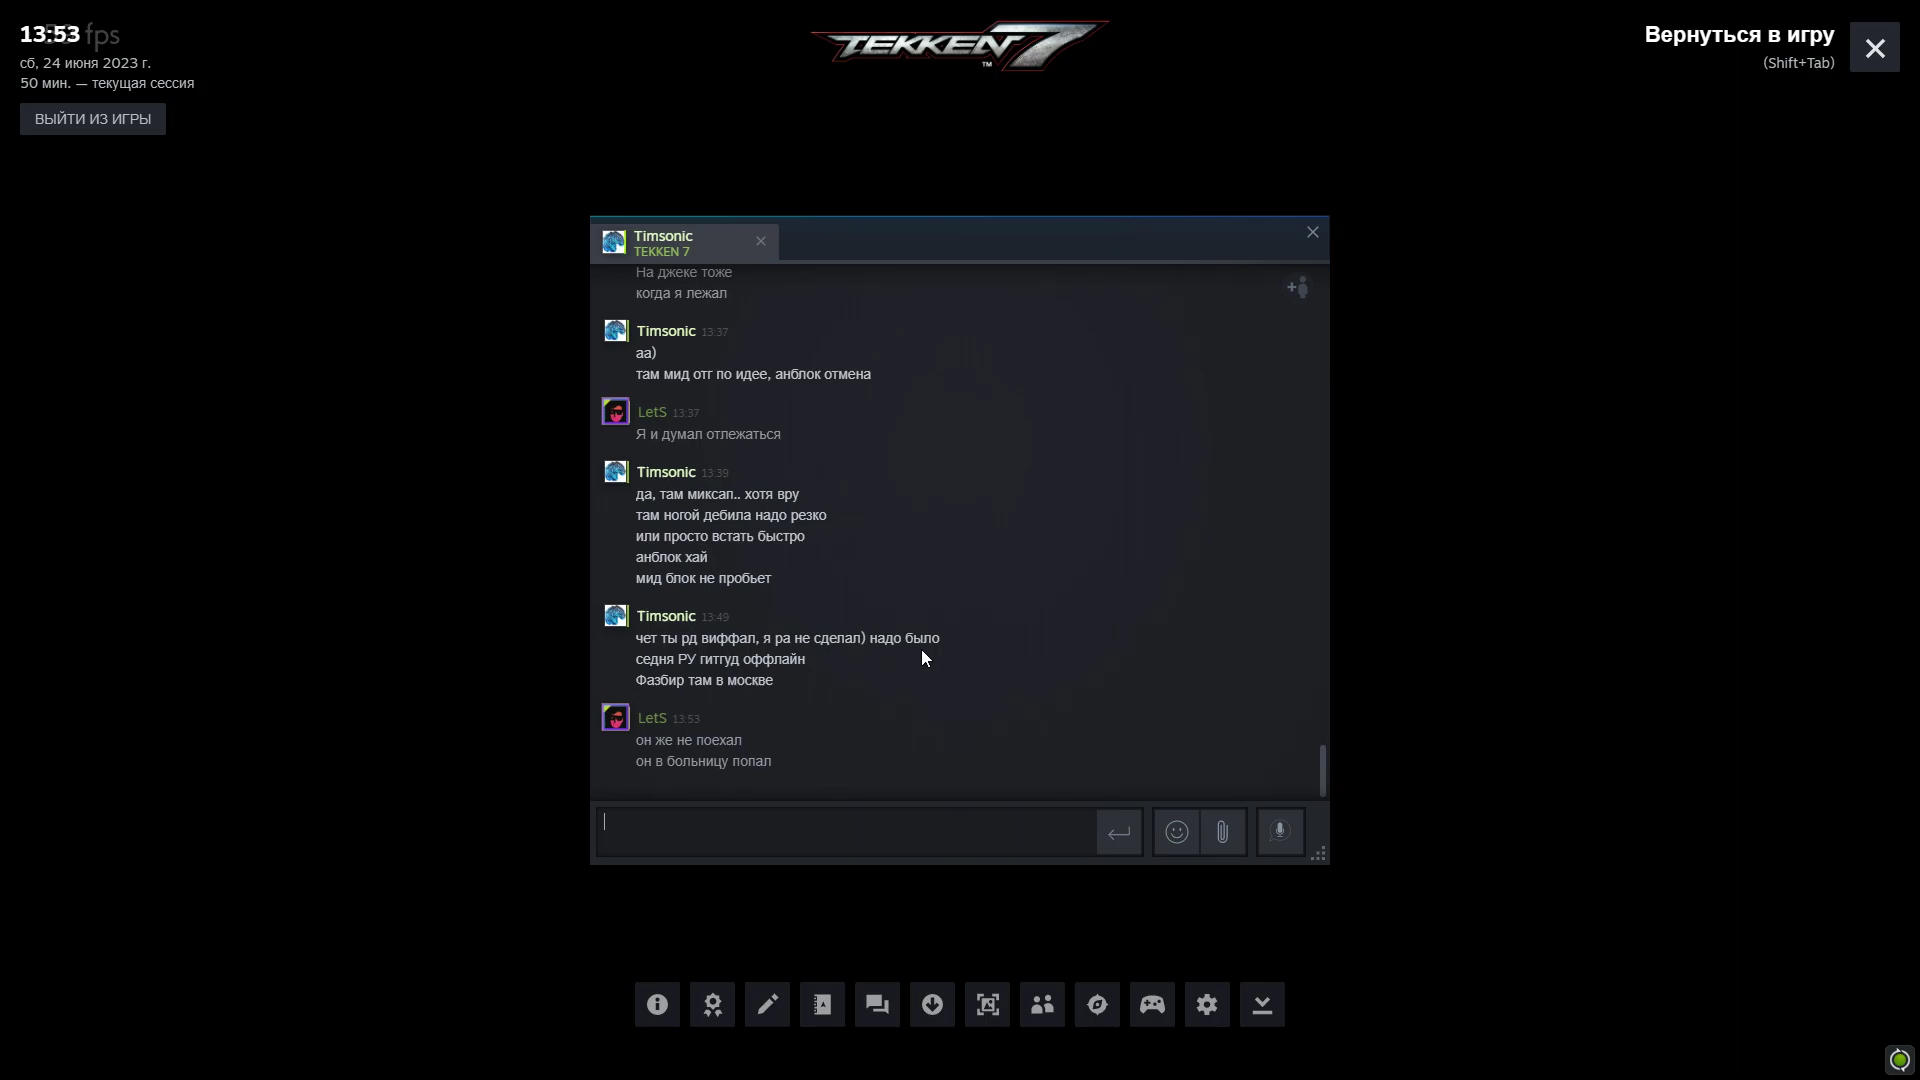 13:53
fps
сб, 24 июня 2023 г.
50 мин. — текущая сессия
ВЫЙТИ ИЗ ИГРЫ
TEKKEN 7
TM
Вернуться в игру
(Shift+Tab)
Timsonic
TEKKEN 7
На джеке тоже
когда я лежал
Timsonic 13:37
аа)
там мид отг по идее, анблок отмена
LetS 13:37
Я и думал отлежаться
Timsonic 13:39
да, там миксап.. хотя вру
там ногой дебила надо резко
или просто встать быстро
анблок хай
мид блок не пробьет
Timsonic 13:49
чет ты рд виффал, я ра не сделал) надо было
седня РУ гитгуд оффлайн
Фазбир там в москве
LetS 13:53
он же не поехал
он в больницу попал